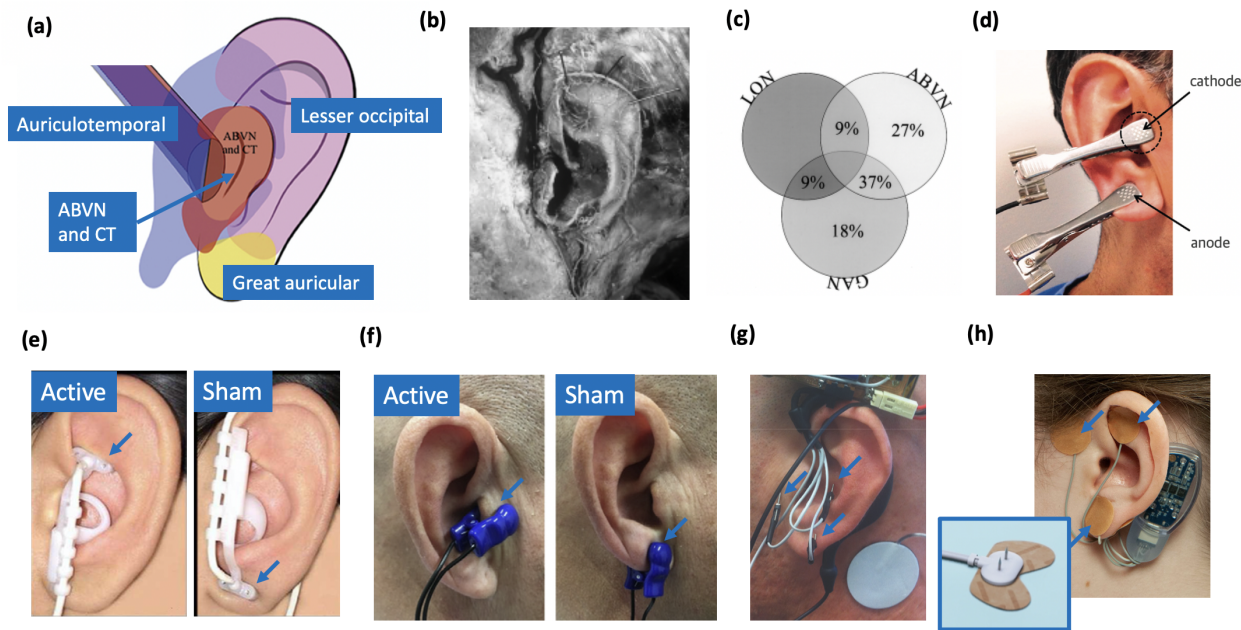 (a)
Auriculotemporal
ABVN
and CT
Lesser occipital
ABVN
and CT
Great auricular
(b)
(c)
LON
ABVN
9%
27%
9%
37%
18%
GAN
(d)
cathode
anode
(e)
Active
Sham
(f)
Active
Sham
(g)
(h)